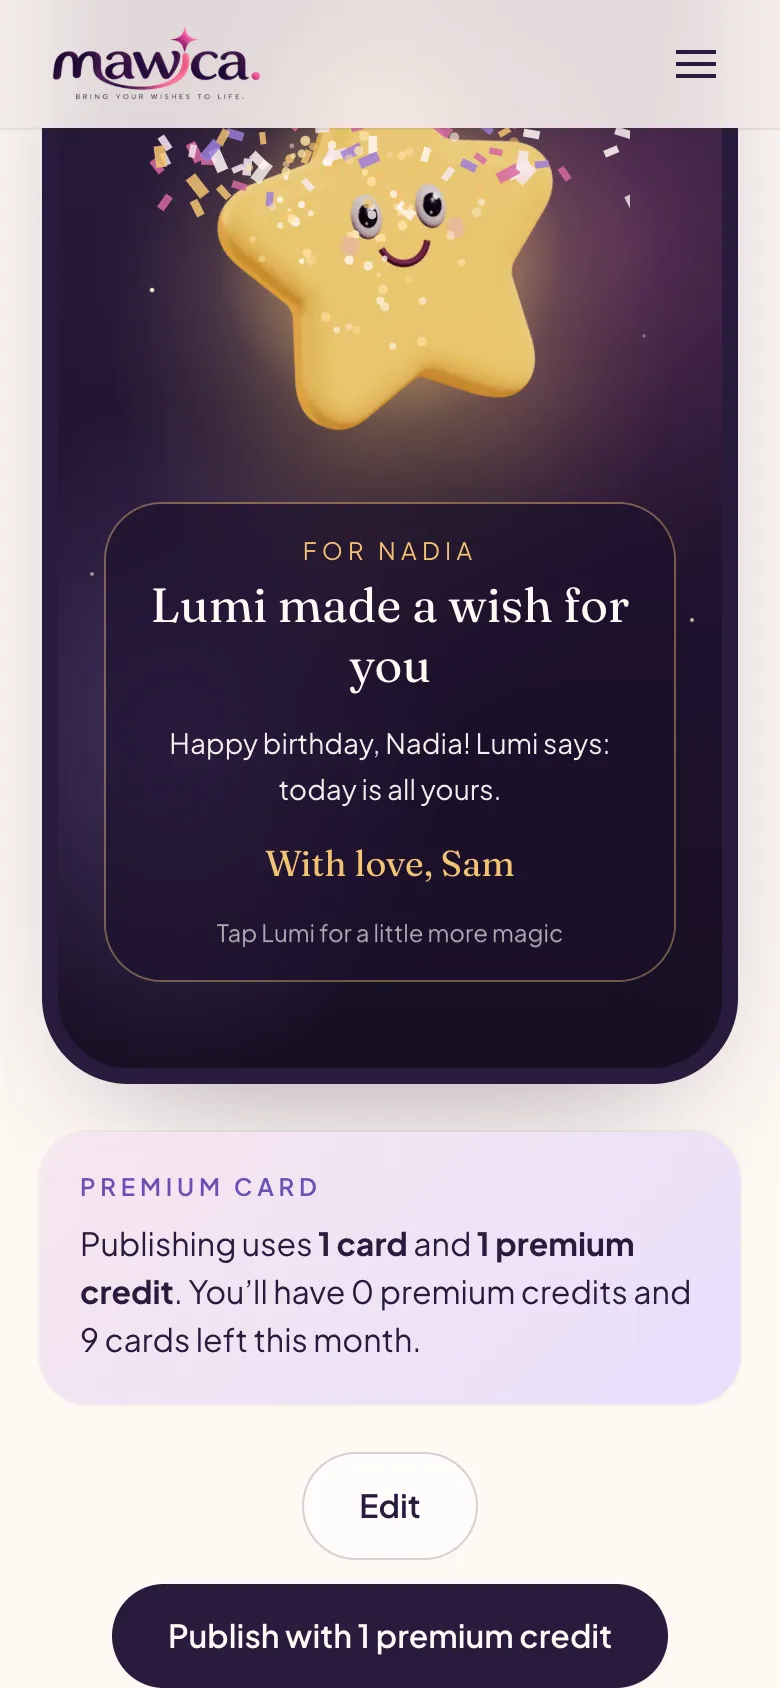 mawica.
BRING YOUR WISHES TO LIFE.
FOR NADIA
Lumi made a wish for
you
Happy birthday, Nadia! Lumi says:
today is all yours.
With love, Sam
Tap Lumi for a little more magic
PREMIUM CARD
Publishing uses 1 card and 1 premium
credit. You’ll have 0 premium credits and
9 cards left this month.
Edit
Publish with 1 premium credit